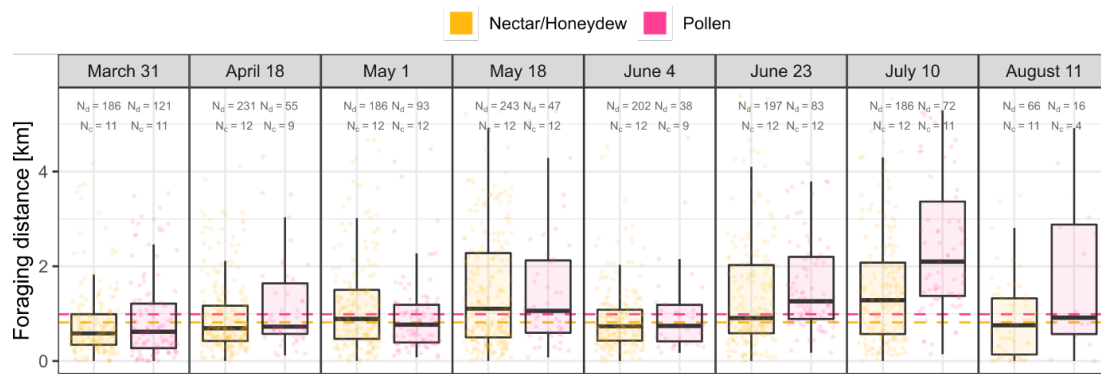 Nectar/Honeydew Pollen
March 31 April 18 May 1 May 18 June 4 June 23 July 10 August 11
Nd = 186 Nd = 121 Nd = 231 Nd = 55 Nd = 186 Nd = 93 Nd = 243 Nd = 47 Nd = 202 Nd = 38 Nd = 197 Nd = 83 Nd = 186 Nd = 72 Nd = 66 Nd = 16
Nc = 11 Nc = 11 Nc = 12 Nc = 9 Nc = 12 Nc = 12 Nc = 12 Nc = 12 Nc = 12 Nc = 9 Nc = 12 Nc = 12 Nc = 12 Nc = 11 Nc = 11 Nc = 4
Foraging distance [km]
4
2
0